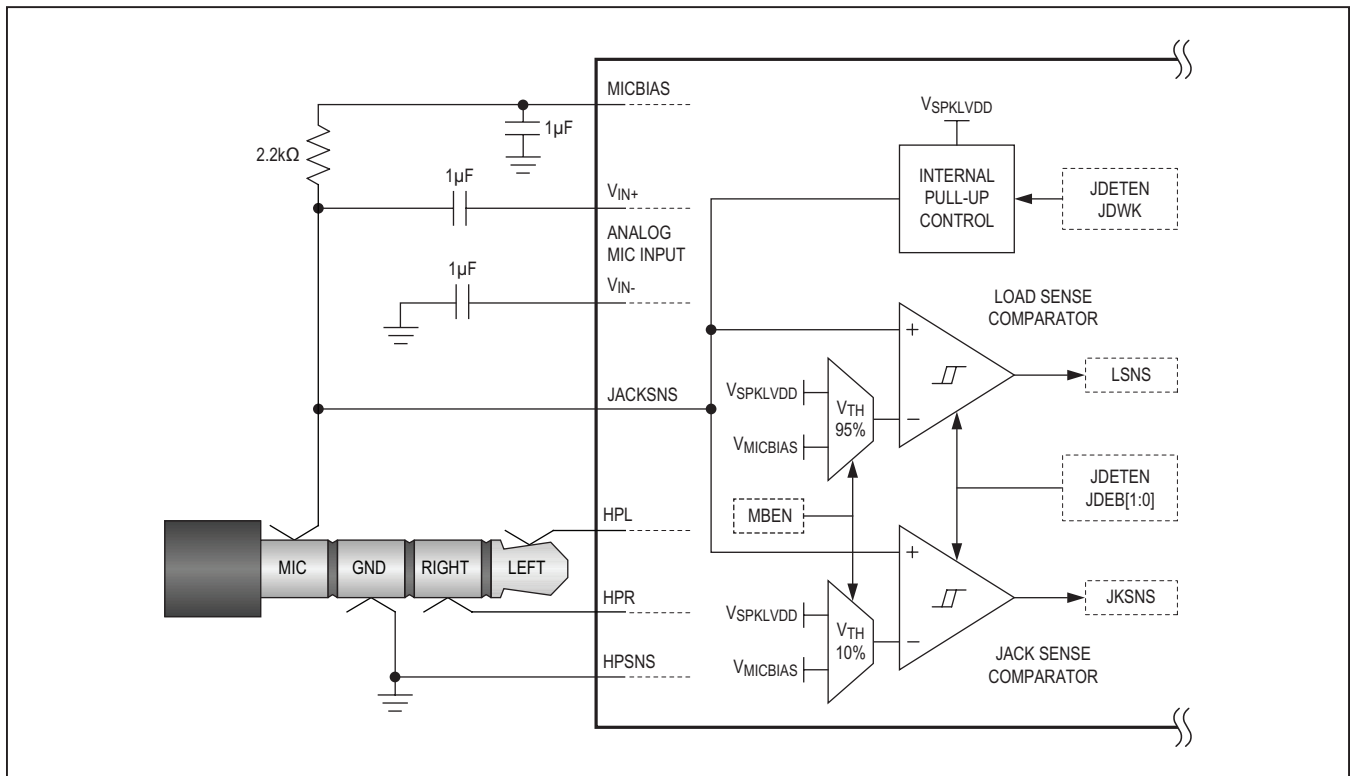 MICBIAS
1µF
2.2kΩ
1µF
VIN+
ANALOG
MIC INPUT
1µF
VIN-
JACKSNS
MIC
GND
RIGHT
LEFT
HPL
HPR
HPSNS
VSPKLVDD
INTERNAL
PULL-UP
CONTROL
JDETEN
JDWK
LOAD SENSE
COMPARATOR
+
−
LSNS
VSPKLVDD
VMICBIAS
VTH
95%
MBEN
JDETEN
JDEB[1:0]
+
−
JKSNS
VSPKLVDD
VMICBIAS
VTH
10%
JACK SENSE
COMPARATOR